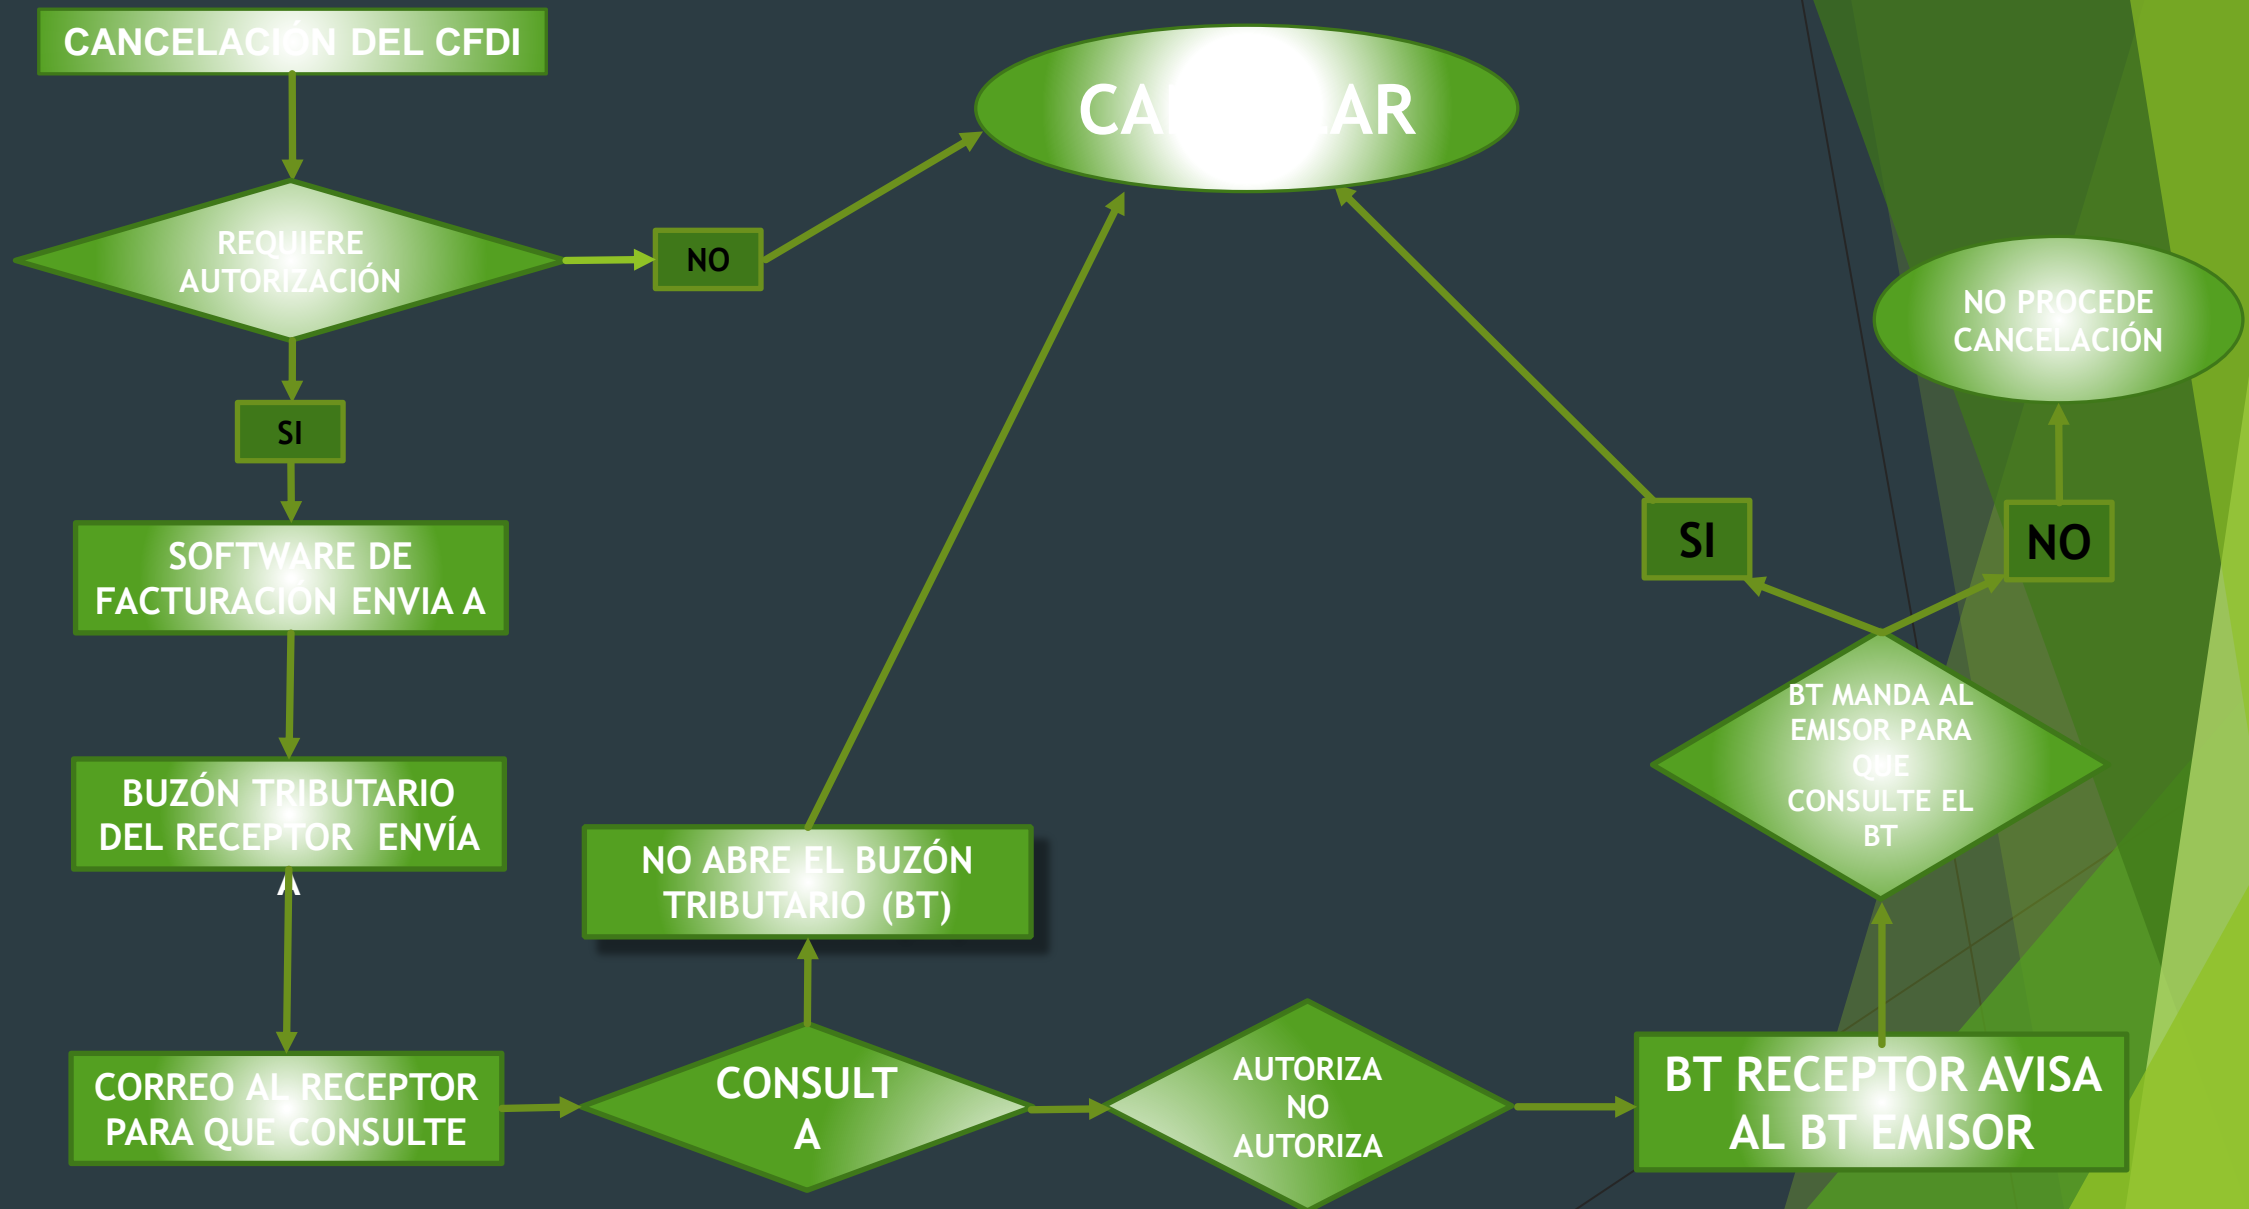 CANCELACIÓN DEL CFDI
REQUIERE
AUTORIZACIÓN
NO
SI
SOFTWARE DE
FACTURACIÓN ENVIA A
BUZÓN TRIBUTARIO
DEL RECEPTOR ENVÍA
A
CORREO AL RECEPTOR
PARA QUE CONSULTE
CONSULT
A
NO ABRE EL BUZÓN
TRIBUTARIO (BT)
AUTORIZA
NO
AUTORIZA
BT RECEPTOR AVISA
AL BT EMISOR
BT MANDA AL
EMISOR PARA
QUE
CONSULTE EL
BT
SI
NO
NO PROCEDE
CANCELACIÓN